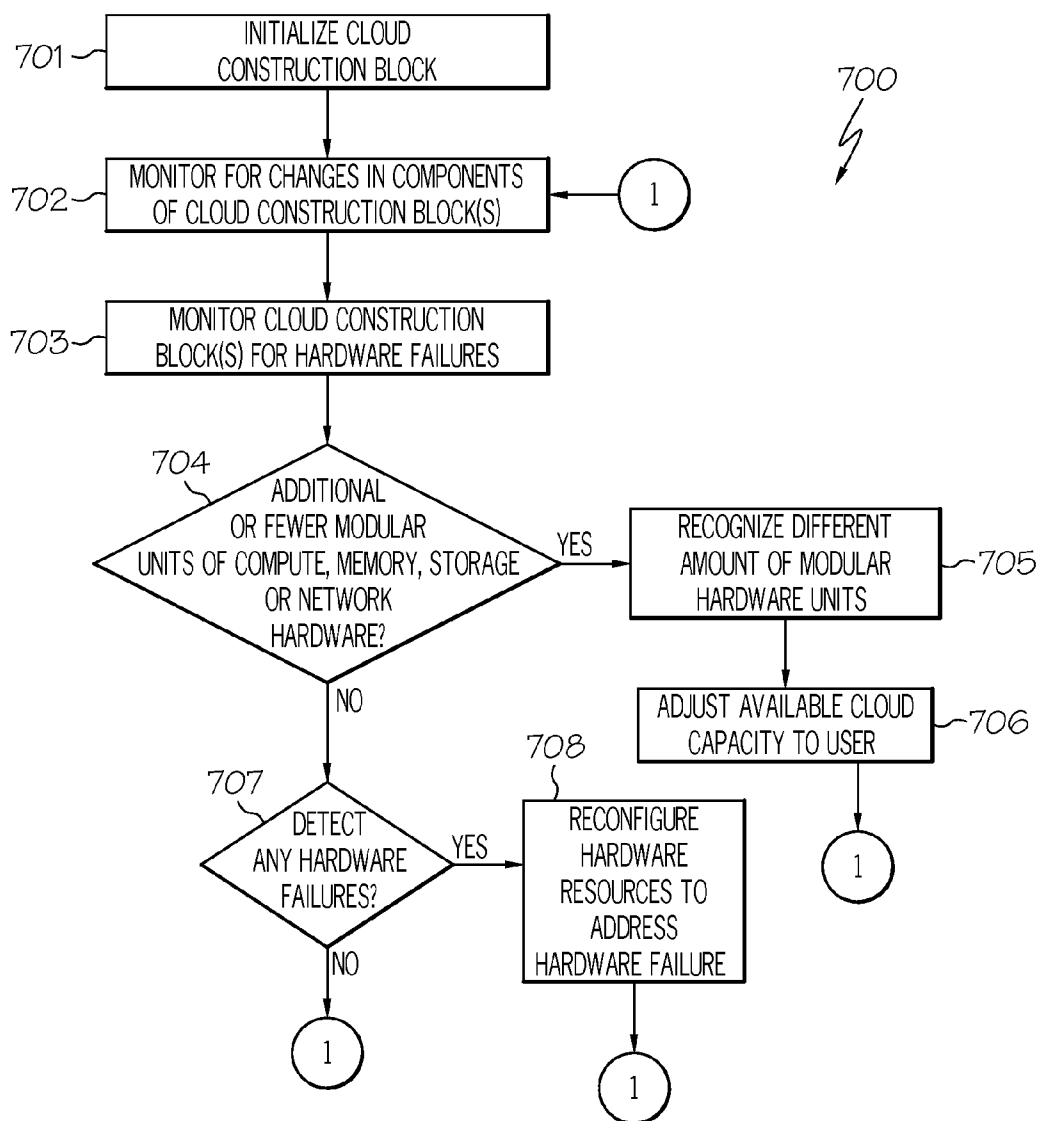 701
INITIALIZE CLOUD
CONSTRUCTION BLOCK
700
702
MONITOR FOR CHANGES IN COMPONENTS
OF CLOUD CONSTRUCTION BLOCK(S)
1
703
MONITOR CLOUD CONSTRUCTION
BLOCK(S) FOR HARDWARE FAILURES
704
ADDITIONAL
OR FEWER MODULAR
UNITS OF COMPUTE, MEMORY, STORAGE
OR NETWORK
HARDWARE?
YES
RECOGNIZE DIFFERENT
AMOUNT OF MODULAR
HARDWARE UNITS
705
NO
ADJUST AVAILABLE CLOUD
CAPACITY TO USER
706
1
707
DETECT
ANY HARDWARE
FAILURES?
YES
708
RECONFIGURE
HARDWARE
RESOURCES TO
ADDRESS
HARDWARE FAILURE
NO
1
1